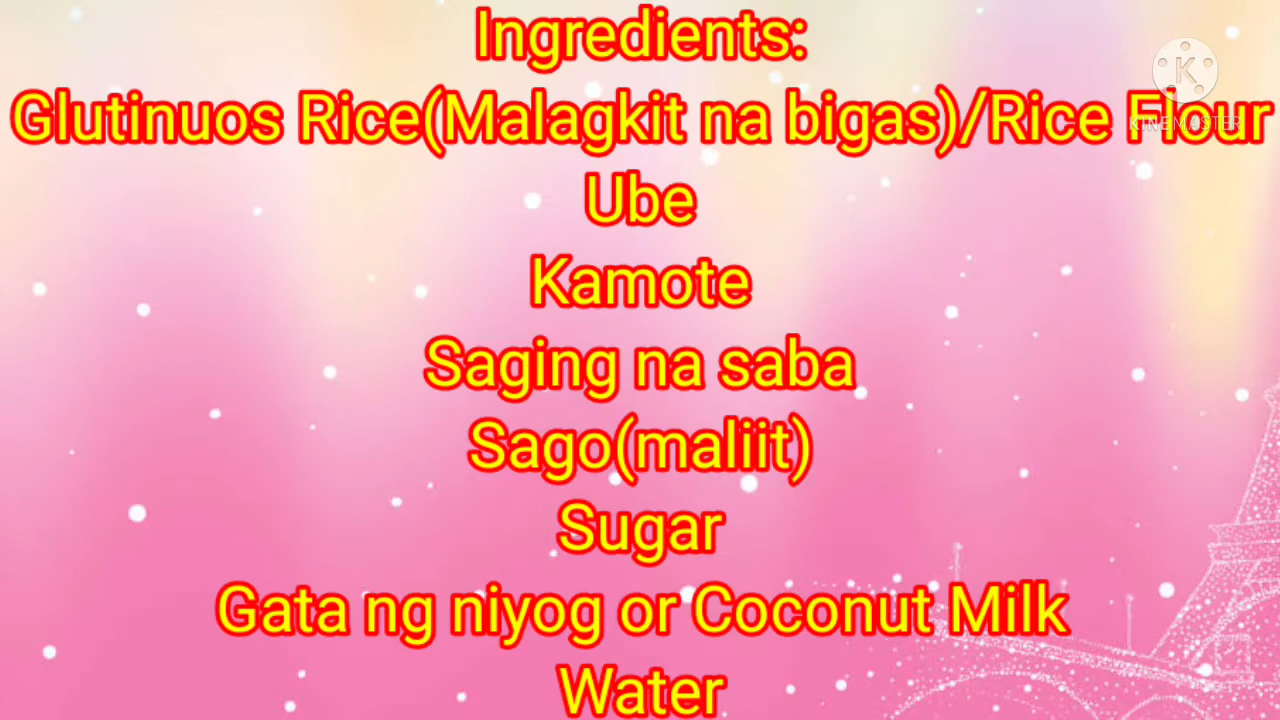 Ingredients:
Glutinuos Rice(Malagkit na bigas)/Rice Flour
Ube
Kamote
Saging na saba
Sago(maliit)
Sugar
Gata ng niyog or Coconut Milk
Water
K
KINEMASTER